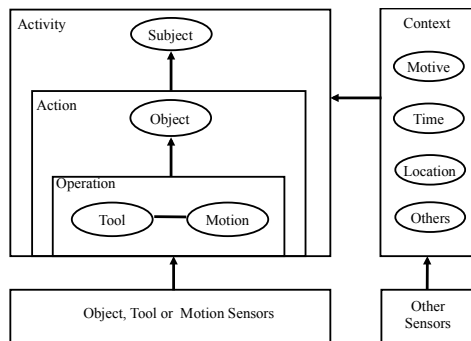 Activity
Subject
Action
Object
Operation
Tool
Motion
Context
Motive
Time
Location
Others
Object, Tool or Motion Sensors
Other
Sensors